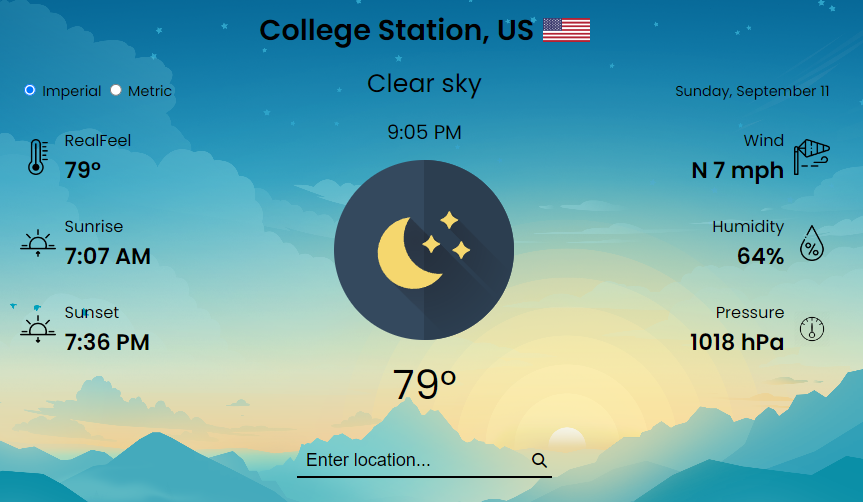 College Station, US
Imperial Metric
Clear sky
Sunday, September 11
9:05 PM
RealFeel
79°
Sunrise
7:07 AM
Sunset
7:36 PM
Wind
N 7 mph
Humidity
64%
%
Pressure
1018 hPa
79°
Enter location...